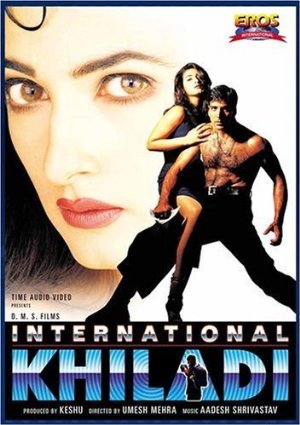 EROS
INTERNATIONAL
TIME AUDIO VIDEO
PRESENTS
D. M. S. FILMS
INTERNATIONAL
KHILADI
PRODUCED BY KESHU DIRECTED BY UMESH MEHRA MUSIC AADESH SHRIVASTAV